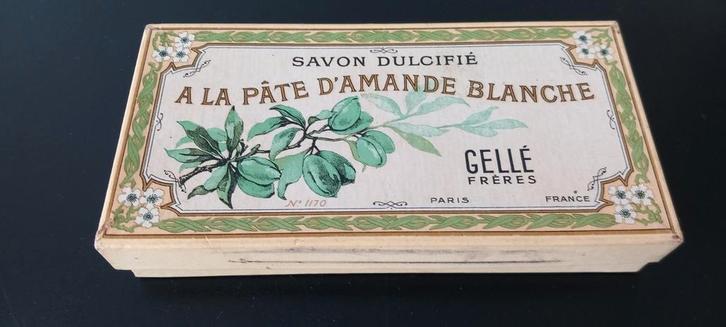 SAVON DULCIFIÉ
A LA PÂTE D'AMANDE BLANCHE
GELLÉ
FRÈRES
Nº 1170
PARIS
FRANCE